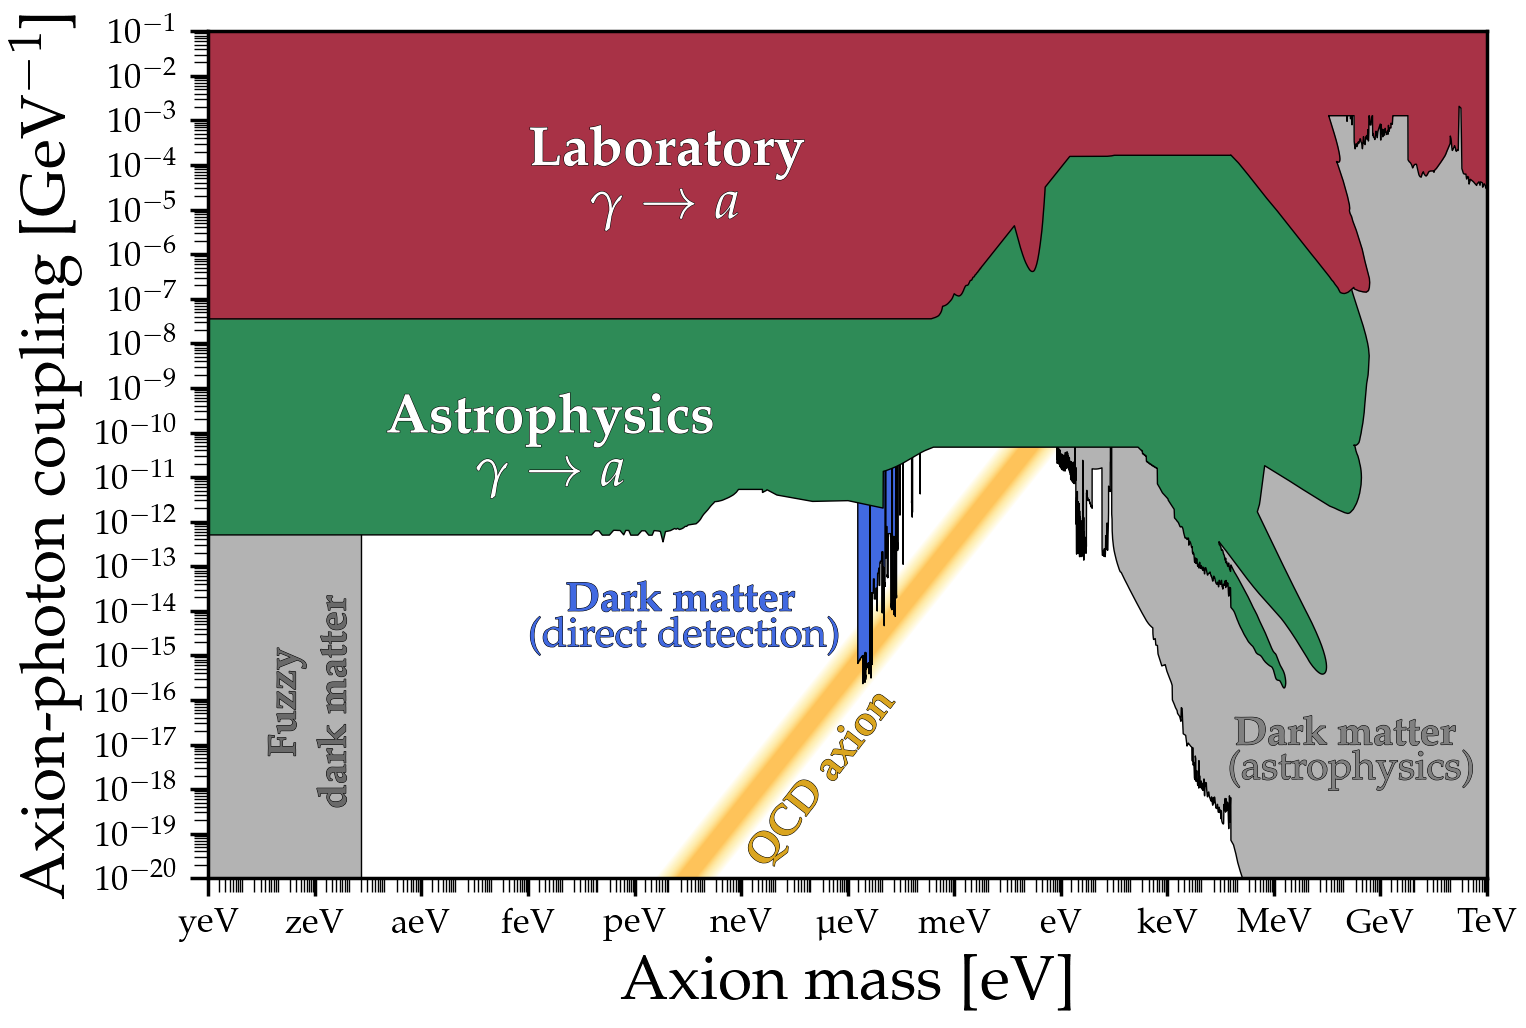 Axion-photon coupling [GeV⁻¹]
10⁻¹
10⁻²
10⁻³
10⁻⁴
10⁻⁵
10⁻⁶
10⁻⁷
10⁻⁸
10⁻⁹
10⁻¹⁰
10⁻¹¹
10⁻¹²
10⁻¹³
10⁻¹⁴
10⁻¹⁵
10⁻¹⁶
10⁻¹⁷
10⁻¹⁸
10⁻¹⁹
10⁻²⁰
Laboratory
γ → a
Astrophysics
γ → a
Dark matter
(direct detection)
Fuzzy
dark matter
QCD axion
Dark matter
(astrophysics)
yeV zeV aeV feV peV neV µeV meV eV keV MeV GeV TeV
Axion mass [eV]